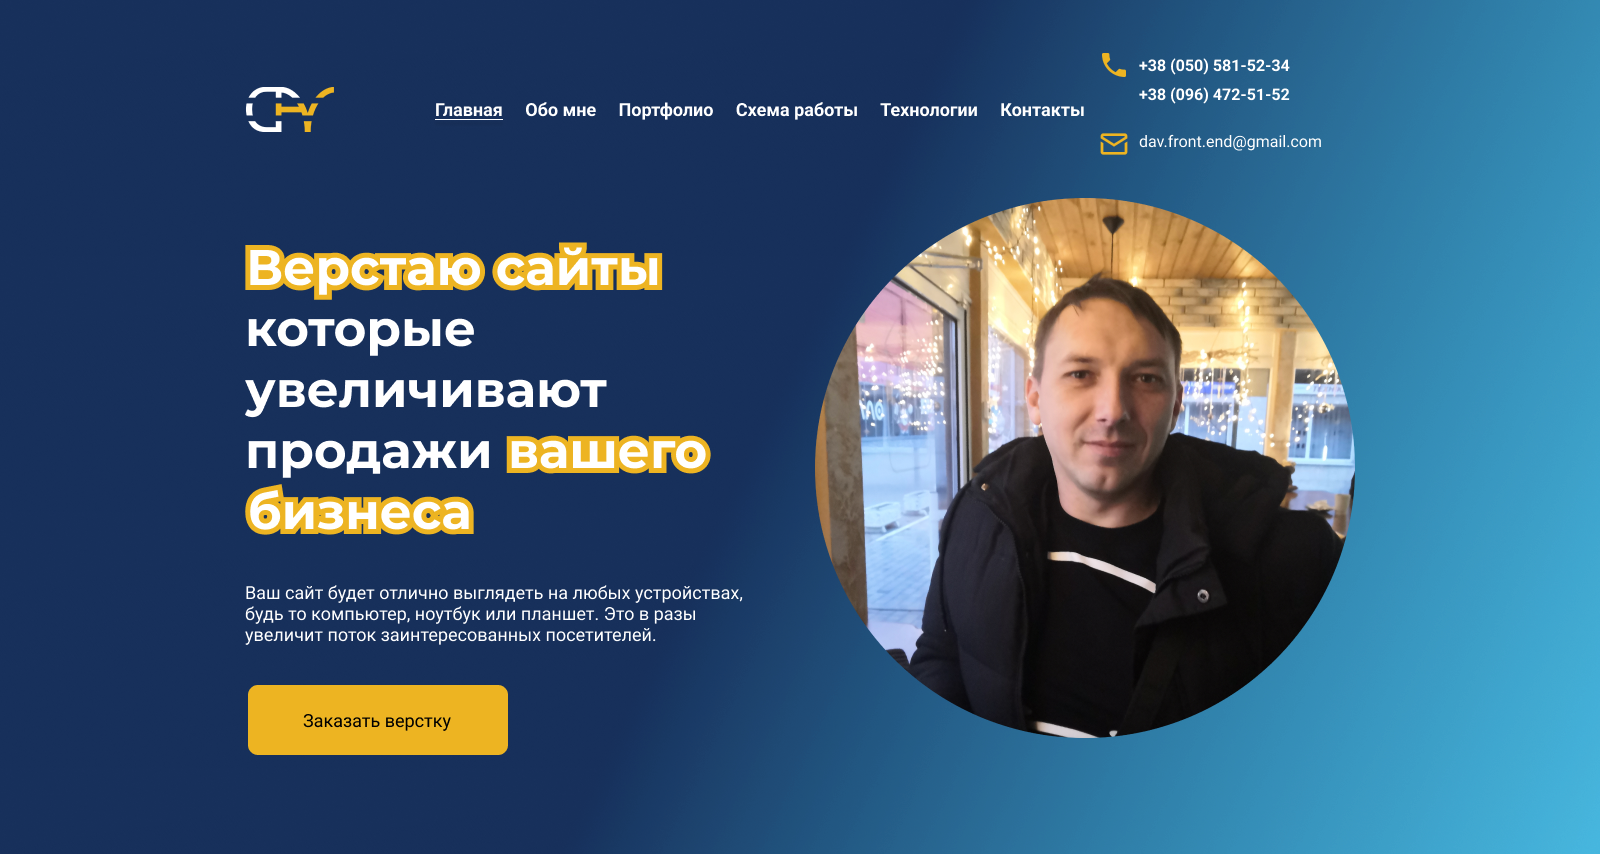 Главная Обо мне Портфолио Схема работы Технологии Контакты
+38 (050) 581-52-34
+38 (096) 472-51-52
dav.front.end@gmail.com
Верстаю сайты
которые
увеличивают
продажи вашего
бизнеса
Ваш сайт будет отлично выглядеть на любых устройствах,
будь то компьютер, ноутбук или планшет. Это в разы
увеличит поток заинтересованных посетителей.
Заказать верстку